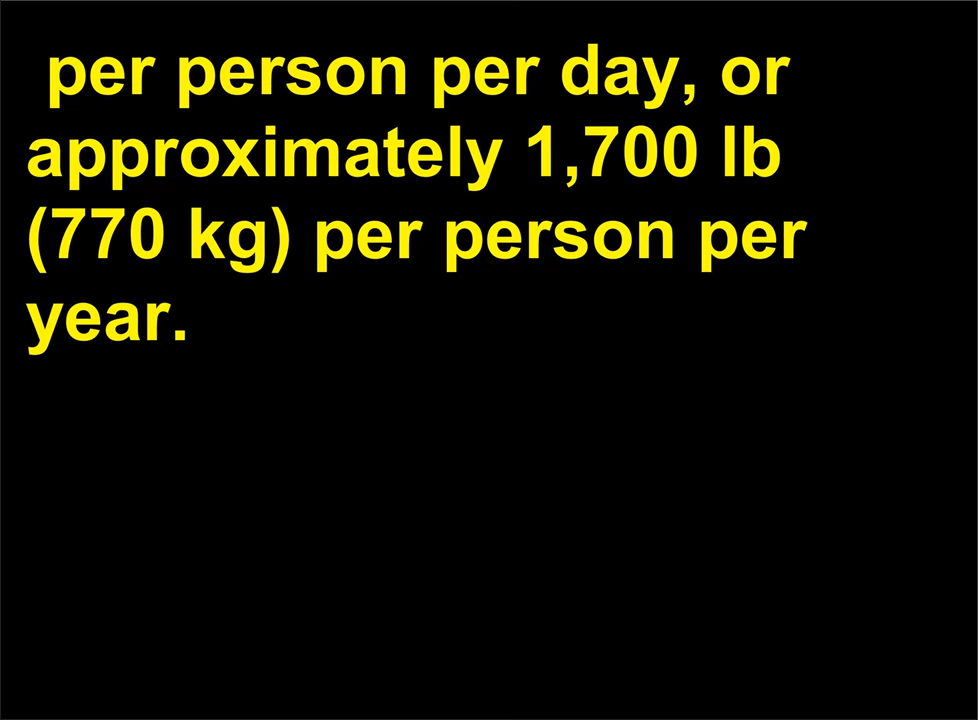 per person per day, or
approximately 1,700 lb
(770 kg) per person per
year.